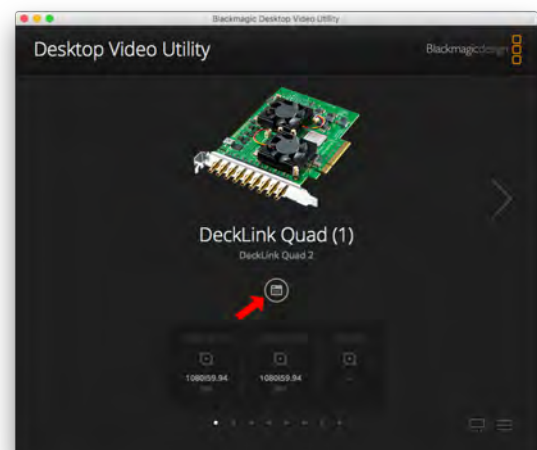 Blackmagic Desktop Video Utility
Desktop Video Utility
Blackmagicdesign
DeckLink Quad (1)
DeckLink Quad 2
1080i59.94
1080i59.94